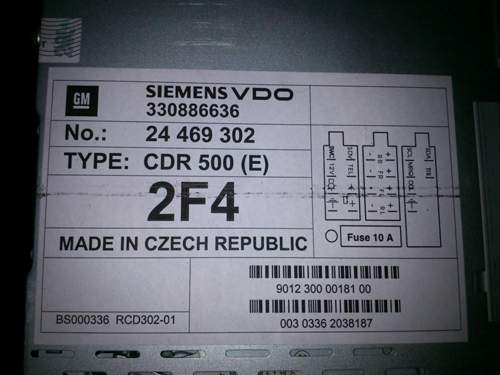 GM
SIEMENS VDO
330886636
No.: 24 469 302
TYPE: CDR 500 (E)
2F4
MADE IN CZECH REPUBLIC
BS000336 RCD302-01
Fuse 10 A
9012 300 00181 00
003 0336 2038187